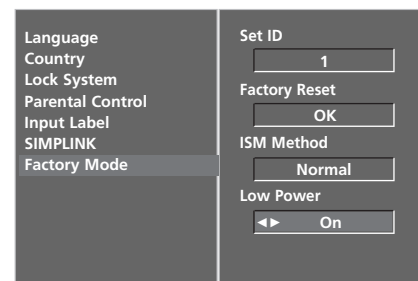 Language
Country
Lock System
Parental Control
Input Label
SIMPLINK
Factory Mode
Set ID
1
Factory Reset
OK
ISM Method
Normal
Low Power
◄► On